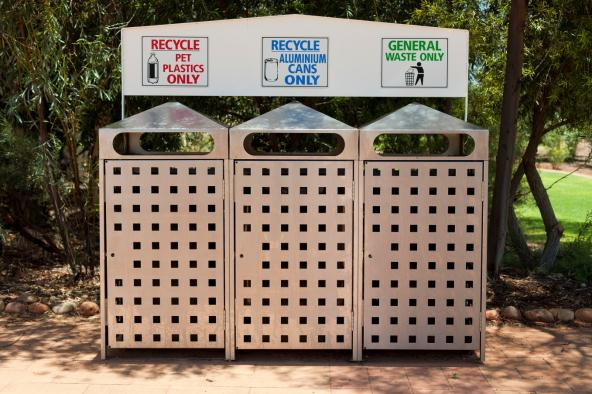 RECYCLE
PET
PLASTICS
ONLY
RECYCLE
ALUMINIUM
CANS
ONLY
GENERAL
WASTE ONLY